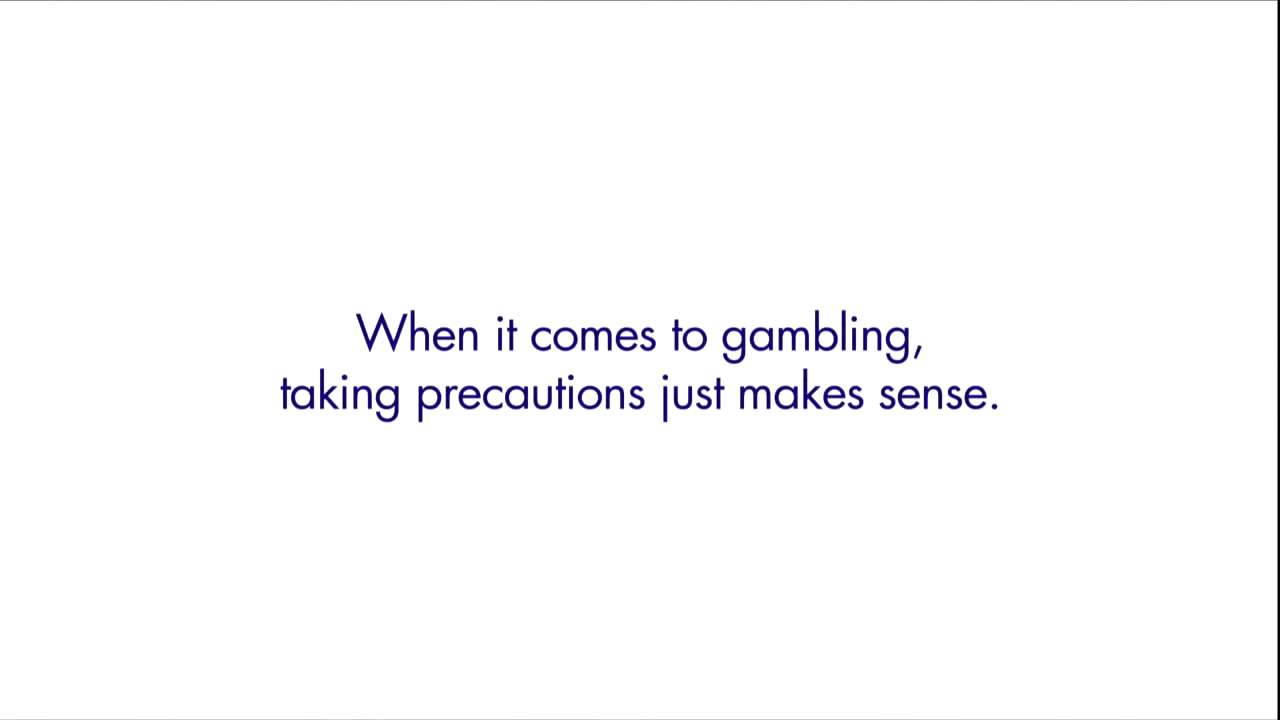 When it comes to gambling,
taking precautions just makes sense.